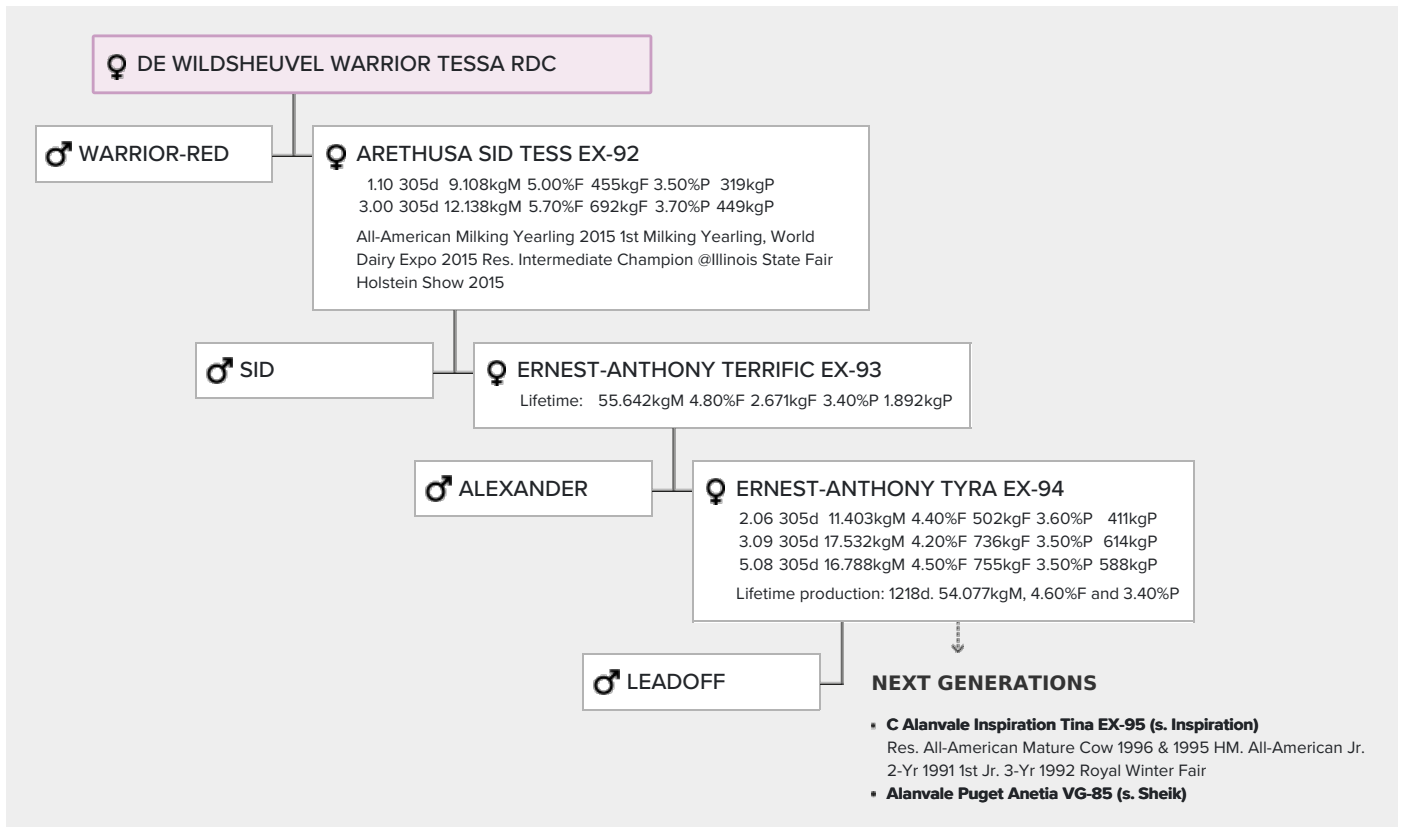 DE WILDSHEUVEL WARRIOR TESSA RDC
WARRIOR-RED
ARETHUSA SID TESS EX-92
1.10 305d 9.108kgM 5.00%F 455kgF 3.50%P 319kgP
3.00 305d 12.138kgM 5.70%F 692kgF 3.70%P 449kgP
All-American Milking Yearling 2015 1st Milking Yearling, World
Dairy Expo 2015 Res. Intermediate Champion @Illinois State Fair
Holstein Show 2015
SID
ERNEST-ANTHONY TERRIFIC EX-93
Lifetime: 55.642kgM 4.80%F 2.671kgF 3.40%P 1.892kgP
ALEXANDER
ERNEST-ANTHONY TYRA EX-94
2.06 305d 11.403kgM 4.40%F 502kgF 3.60%P 411kgP
3.09 305d 17.532kgM 4.20%F 736kgF 3.50%P 614kgP
5.08 305d 16.788kgM 4.50%F 755kgF 3.50%P 588kgP
Lifetime production: 1218d. 54.077kgM, 4.60%F and 3.40%P
LEADOFF
NEXT GENERATIONS
C Alanvale Inspiration Tina EX-95 (s. Inspiration)
Res. All-American Mature Cow 1996 & 1995 HM. All-American Jr.
2-Yr 1991 1st Jr. 3-Yr 1992 Royal Winter Fair
Alanvale Puget Anetia VG-85 (s. Sheik)